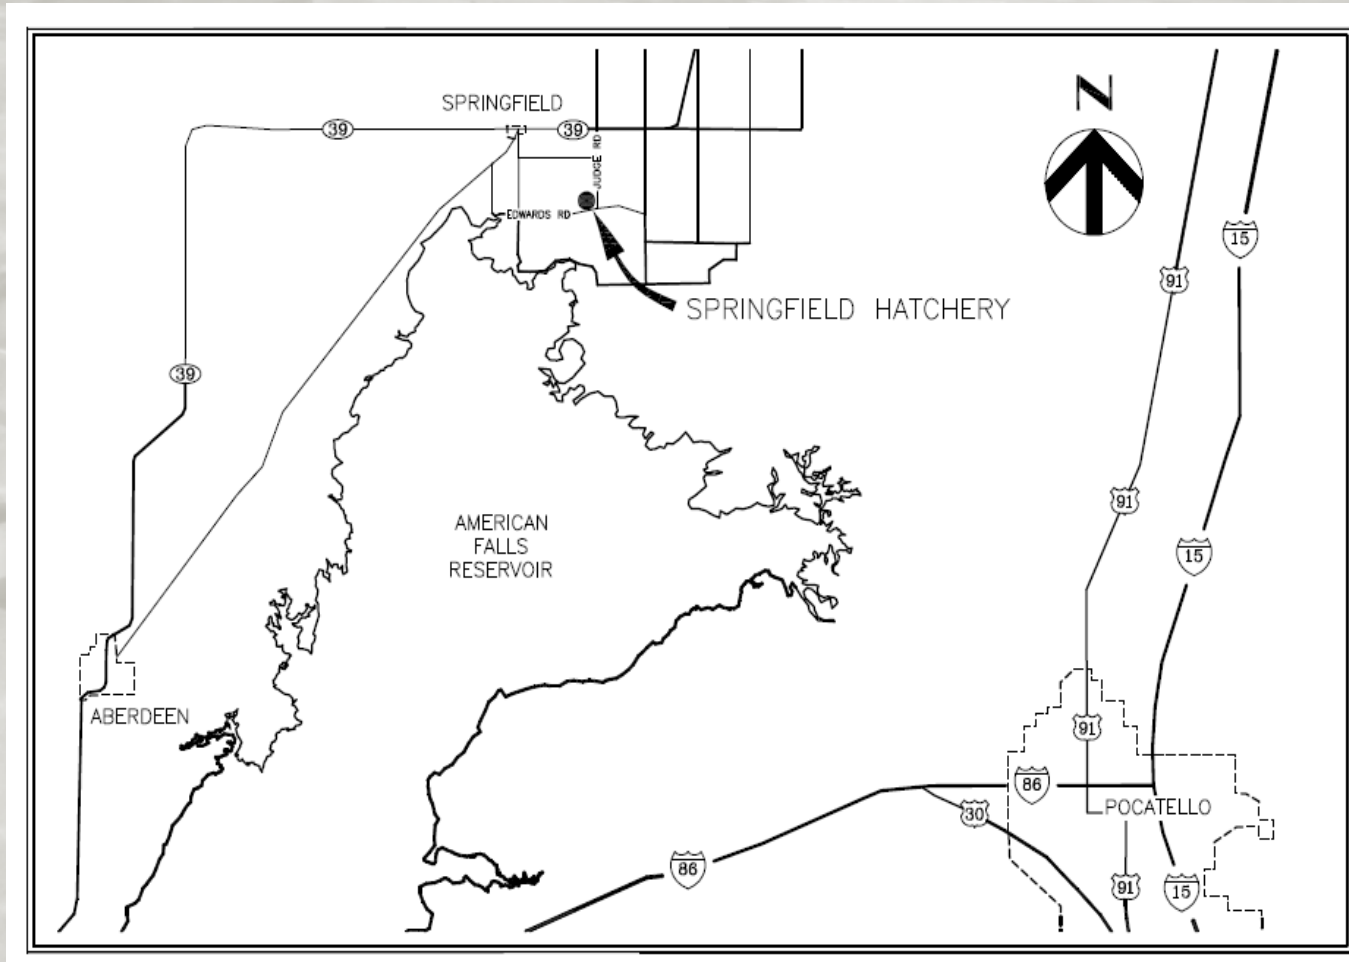 N
SPRINGFIELD
39
39
JUDGE RD
EDWARDS RD
15
91
SPRINGFIELD HATCHERY
39
91
AMERICAN
FALLS
RESERVOIR
15
ABERDEEN
91
86
30
POCATELLO
86
91
15